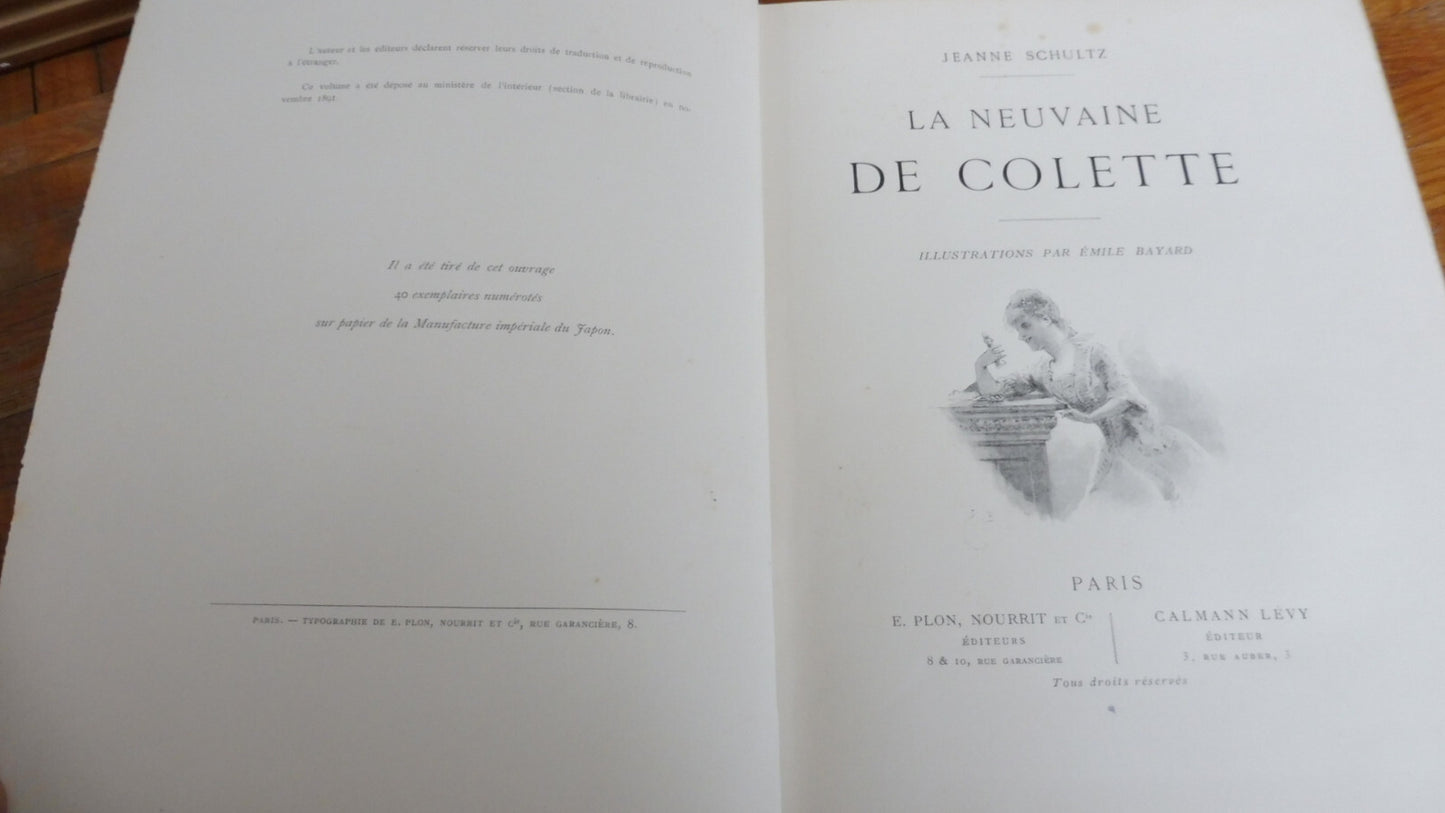 L'auteur et les éditeurs déclarent réserver leurs droits de traduction et de reproduction
a l'étranger.
Ce volume a été déposé au ministère de l'intérieur (section de la librairie) en no-
vembre 1891.
Il a été tiré de cet ouvrage
40 exemplaires numérotés
sur papier de la Manufacture impériale du Japon.
PARIS. — TYPOGRAPHIE DE E. PLON, NOURRIT ET Cie, RUE GARANCIÈRE, 8.
JEANNE SCHULTZ
LA NEUVAINE
DE COLETTE
ILLUSTRATIONS PAR ÉMILE BAYARD
PARIS
E. PLON, NOURRIT ET Cie
ÉDITEURS
8 & 10, RUE GARANCIÈRE
CALMANN LÉVY
ÉDITEUR
3, RUE AUBER, 3
Tous droits réservés